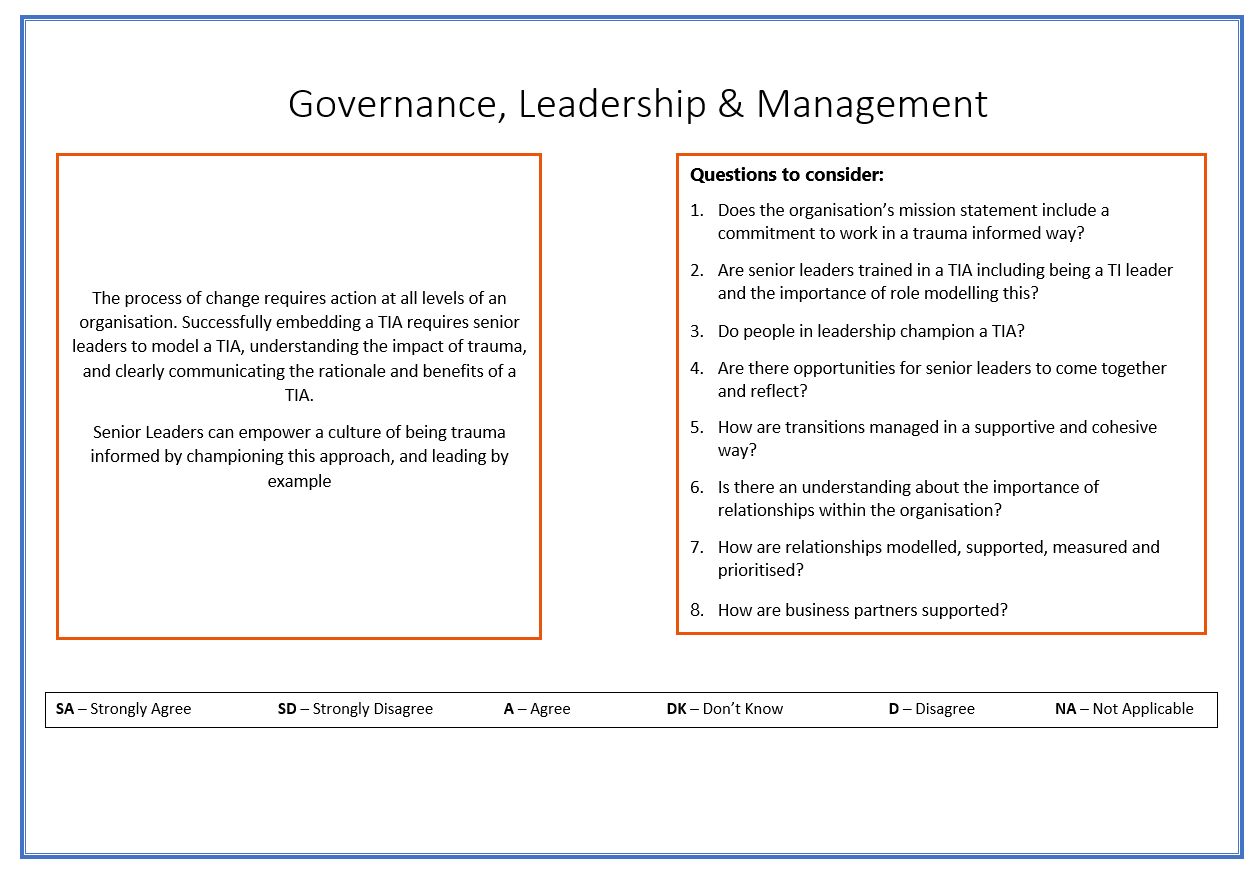 Governance, Leadership & Management
The process of change requires action at all levels of an
organisation. Successfully embedding a TIA requires senior
leaders to model a TIA, understanding the impact of trauma,
and clearly communicating the rationale and benefits of a
TIA.
Senior Leaders can empower a culture of being trauma
informed by championing this approach, and leading by
example
Questions to consider:
1. Does the organisation’s mission statement include a
commitment to work in a trauma informed way?
2. Are senior leaders trained in a TIA including being a TI leader
and the importance of role modelling this?
3. Do people in leadership champion a TIA?
4. Are there opportunities for senior leaders to come together
and reflect?
5. How are transitions managed in a supportive and cohesive
way?
6. Is there an understanding about the importance of
relationships within the organisation?
7. How are relationships modelled, supported, measured and
prioritised?
8. How are business partners supported?
SA – Strongly Agree SD – Strongly Disagree A – Agree DK – Don’t Know D – Disagree NA – Not Applicable